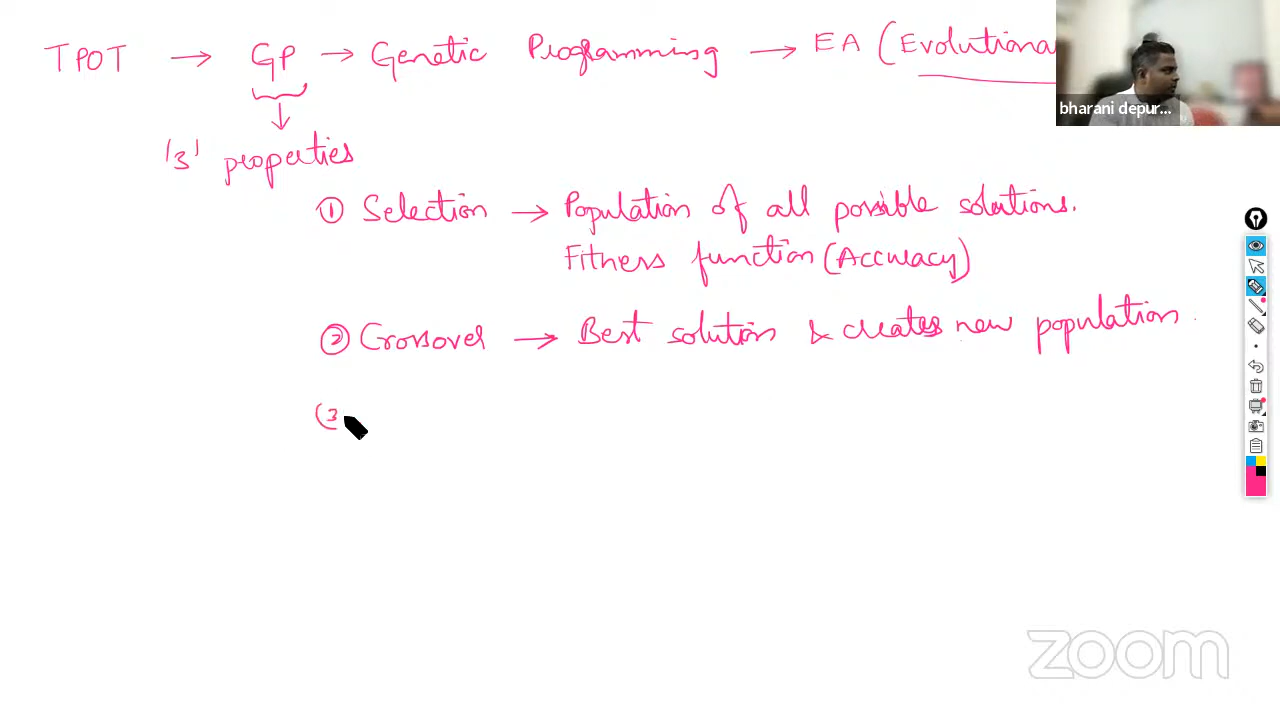 TPOT → GP → Genetic Programming → EA (Evolutiona
bharani depur...
'3' properties
① Selection → Population of all possible solutions.
Fitness function (Accuracy)
② Crossover → Best solution & creates new population.
(3
zoom